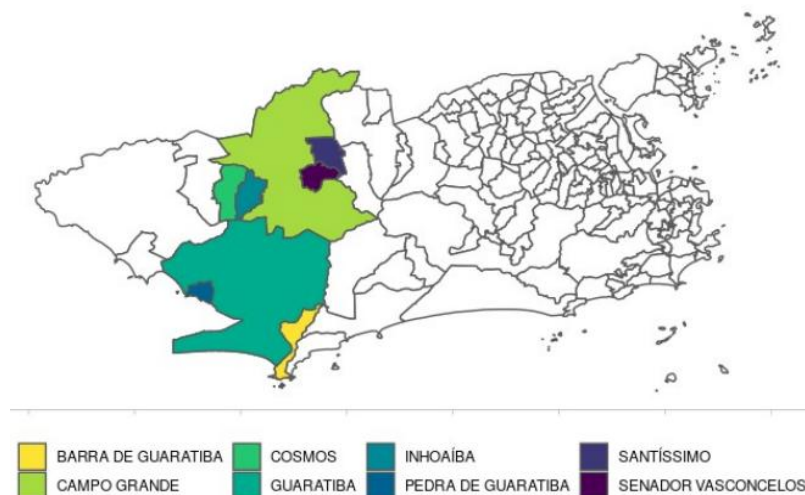 BARRA DE GUARATIBA COSMOS INHOAÍBA SANTÍSSIMO
CAMPO GRANDE GUARATIBA PEDRA DE GUARATIBA SENADOR VASCONCELOS